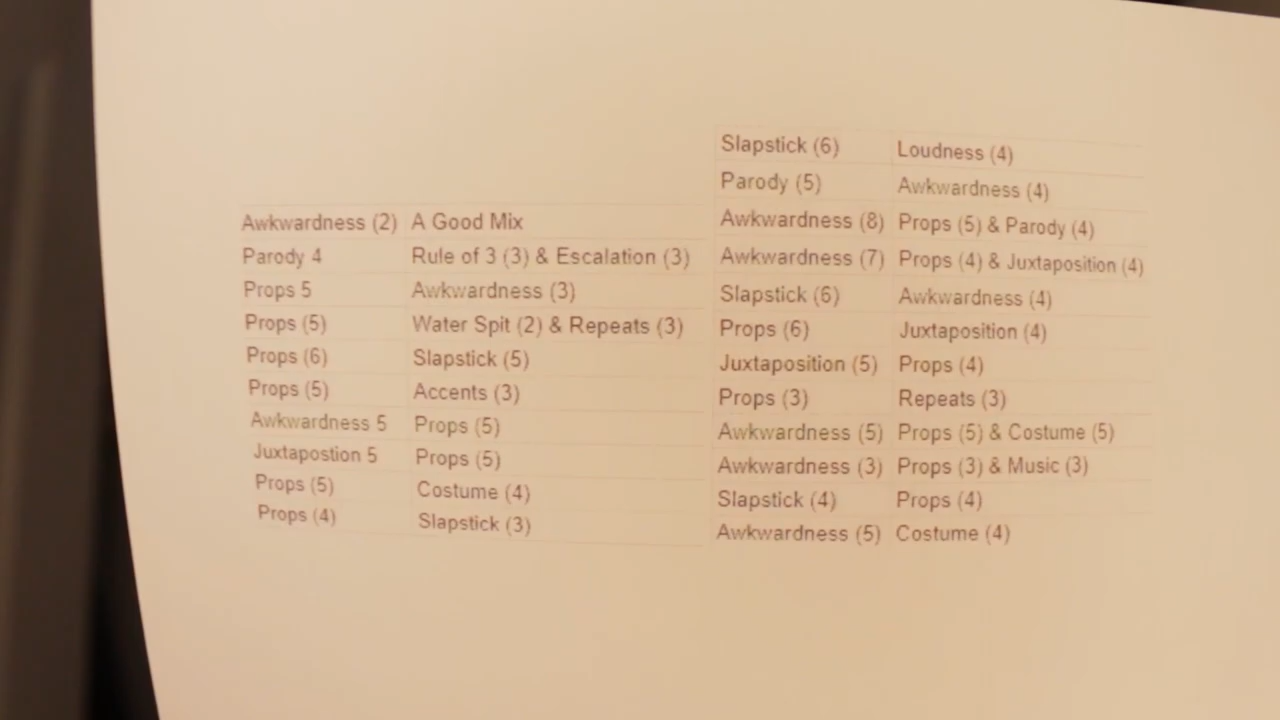 Awkwardness (2) A Good Mix
Parody 4 Rule of 3 (3) & Escalation (3)
Props 5 Awkwardness (3)
Props (5) Water Spit (2) & Repeats (3)
Props (6) Slapstick (5)
Props (5) Accents (3)
Awkwardness 5 Props (5)
Juxtapostion 5 Props (5)
Props (5) Costume (4)
Props (4) Slapstick (3)
Slapstick (6) Loudness (4)
Parody (5) Awkwardness (4)
Awkwardness (8) Props (5) & Parody (4)
Awkwardness (7) Props (4) & Juxtaposition (4)
Slapstick (6) Awkwardness (4)
Props (6) Juxtaposition (4)
Juxtaposition (5) Props (4)
Props (3) Repeats (3)
Awkwardness (5) Props (5) & Costume (5)
Awkwardness (3) Props (3) & Music (3)
Slapstick (4) Props (4)
Awkwardness (5) Costume (4)